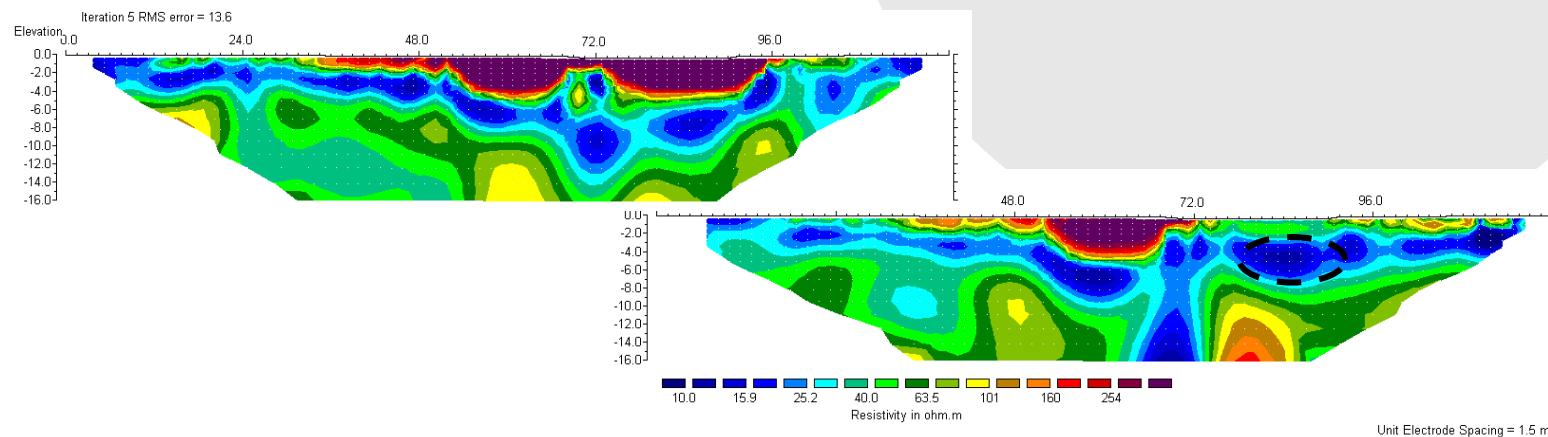 Iteration 5 RMS error = 13.6
Elevation
0.0 24.0 48.0 72.0 96.0
0.0
-2.0
-4.0
-6.0
-8.0
-10.0
-12.0
-14.0
-16.0
48.0 72.0 96.0
0.0
-2.0
-4.0
-6.0
-8.0
-10.0
-12.0
-14.0
-16.0
10.0 15.9 25.2 40.0 63.5 101 160 254
Resistivity in ohm.m
Unit Electrode Spacing = 1.5 m